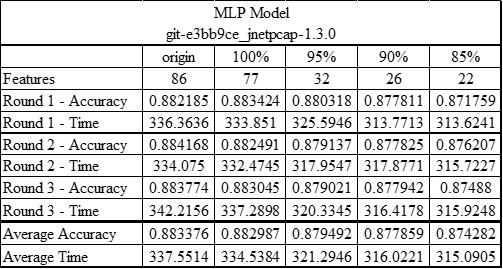 MLP Model
git-e3bb9ce_jnetpcap-1.3.0
origin 100% 95% 90% 85%
Features 86 77 32 26 22
Round 1 - Accuracy 0.882185 0.883424 0.880318 0.877811 0.871759
Round 1 - Time 336.3636 333.851 325.5946 313.7713 313.6241
Round 2 - Accuracy 0.884168 0.882491 0.879137 0.877825 0.876207
Round 2 - Time 334.075 332.4745 317.9547 317.8771 315.7227
Round 3 - Accuracy 0.883774 0.883045 0.879021 0.877942 0.87488
Round 3 - Time 342.2156 337.2898 320.3345 316.4178 315.9248
Average Accuracy 0.883376 0.882987 0.879492 0.877859 0.874282
Average Time 337.5514 334.5384 321.2946 316.0221 315.0905